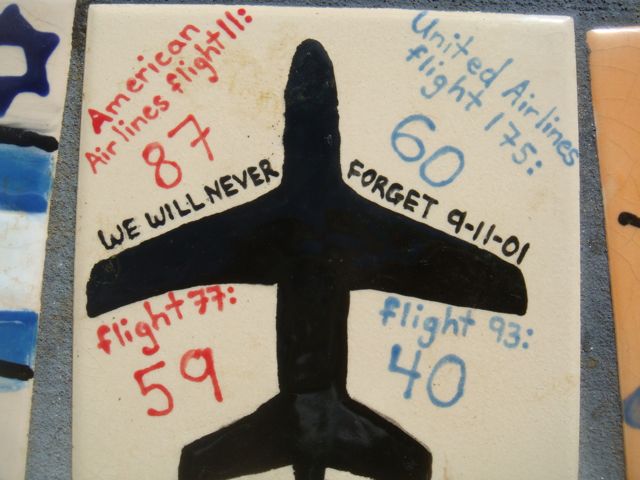 American
Airlines flight 11:
87
United Airlines
flight 175:
60
WE WILL NEVER FORGET 9-11-01
flight 77:
59
flight 93:
40